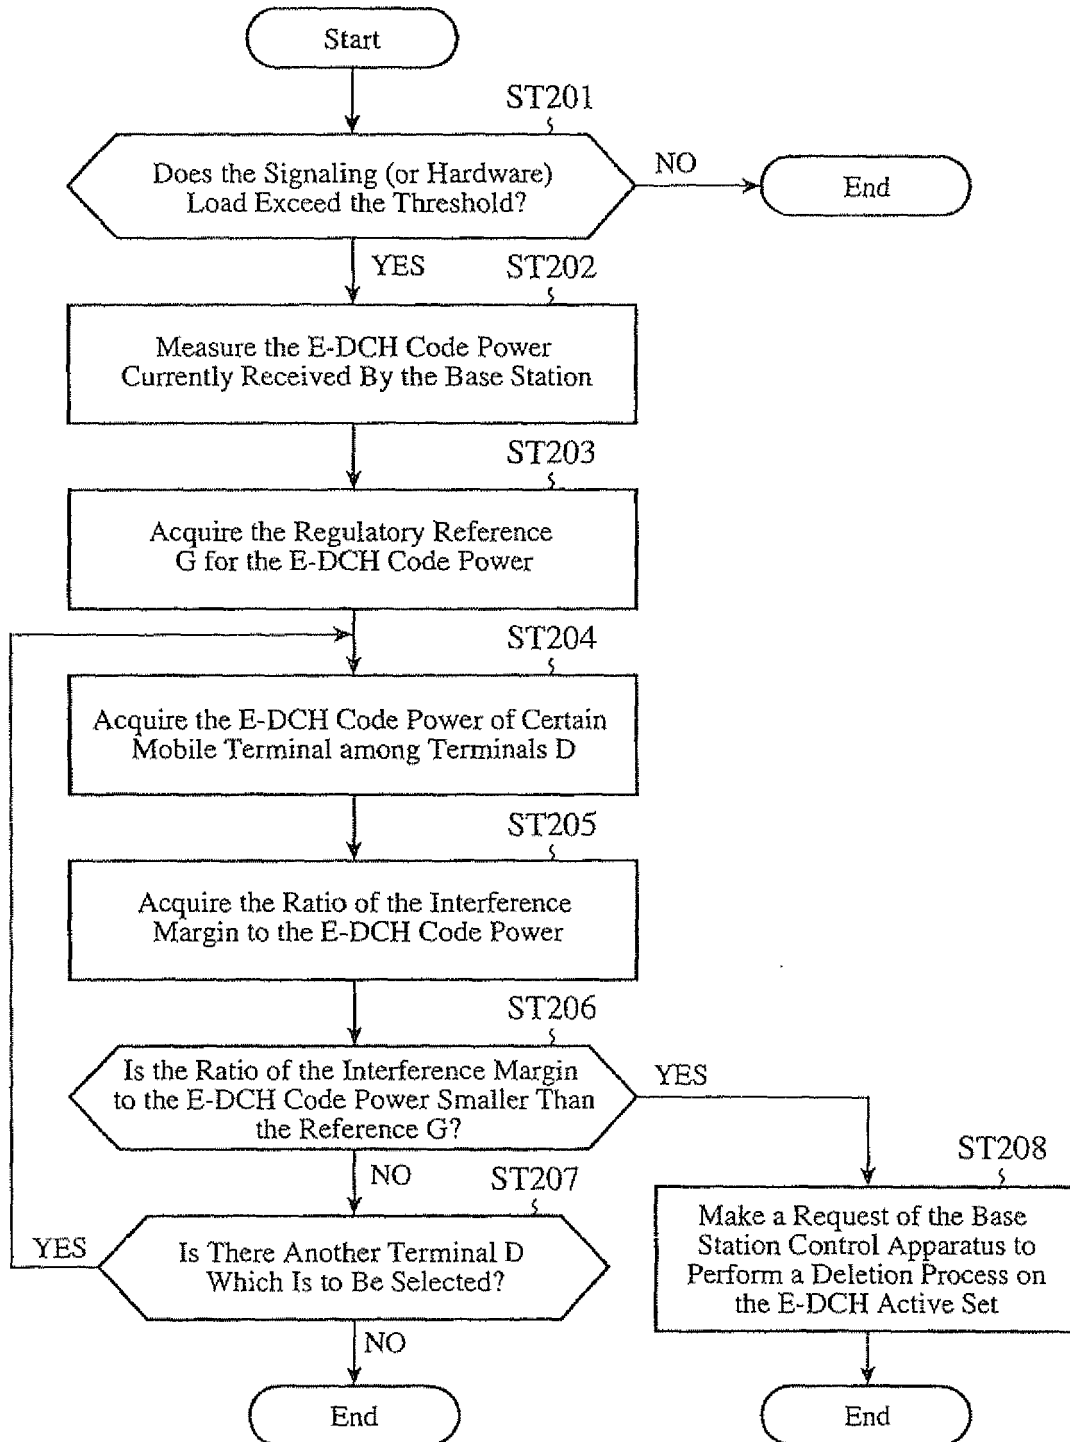 Start
ST201
Does the Signaling (or Hardware)
Load Exceed the Threshold?
NO
End
YES
ST202
Measure the E-DCH Code Power
Currently Received By the Base Station
ST203
Acquire the Regulatory Reference
G for the E-DCH Code Power
ST204
Acquire the E-DCH Code Power of Certain
Mobile Terminal among Terminals D
ST205
Acquire the Ratio of the Interference
Margin to the E-DCH Code Power
ST206
Is the Ratio of the Interference Margin
to the E-DCH Code Power Smaller Than
the Reference G?
YES
NO
ST207
Is There Another Terminal D
Which Is to Be Selected?
YES
NO
End
ST208
Make a Request of the Base
Station Control Apparatus to
Perform a Deletion Process on
the E-DCH Active Set
End